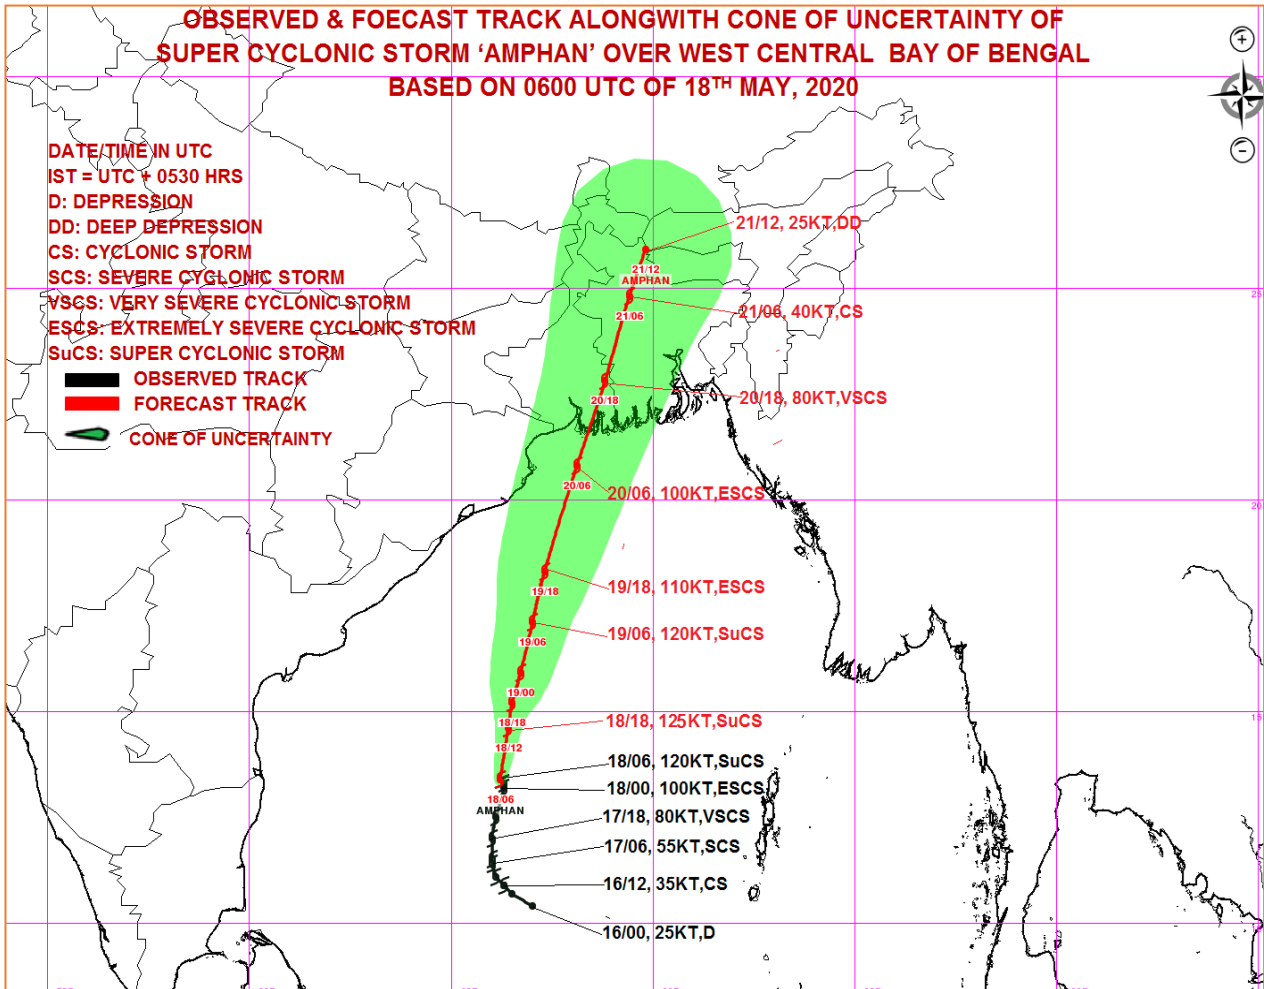 OBSERVED & FOECAST TRACK ALONGWITH CONE OF UNCERTAINTY OF
SUPER CYCLONIC STORM ‘AMPHAN’ OVER WEST CENTRAL BAY OF BENGAL
BASED ON 0600 UTC OF 18TH MAY, 2020
DATE/TIME IN UTC
IST = UTC + 0530 HRS
D: DEPRESSION
DD: DEEP DEPRESSION
CS: CYCLONIC STORM
SCS: SEVERE CYCLONIC STORM
VSCS: VERY SEVERE CYCLONIC STORM
ESCS: EXTREMELY SEVERE CYCLONIC STORM
SuCS: SUPER CYCLONIC STORM
OBSERVED TRACK
FORECAST TRACK
CONE OF UNCERTAINTY
21/12, 25KT,DD
21/12
AMPHAN
21/06, 40KT,CS
21/06
20/18, 80KT,VSCS
20/18
20/06, 100KT,ESCS
20/06
19/18, 110KT,ESCS
19/18
19/06, 120KT,SuCS
19/06
19/00
18/18, 125KT,SuCS
18/18
18/12
18/06, 120KT,SuCS
18/00, 100KT,ESCS
18/06
AMPHAN
17/18, 80KT,VSCS
17/06, 55KT,SCS
16/12, 35KT,CS
16/00, 25KT,D
25
20
15
10